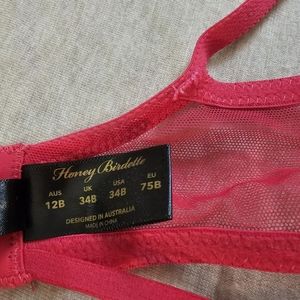 Honey Birdette
AUS UK USA EU
12B 34B 34B 75B
DESIGNED IN AUSTRALIA
MADE IN CHINA